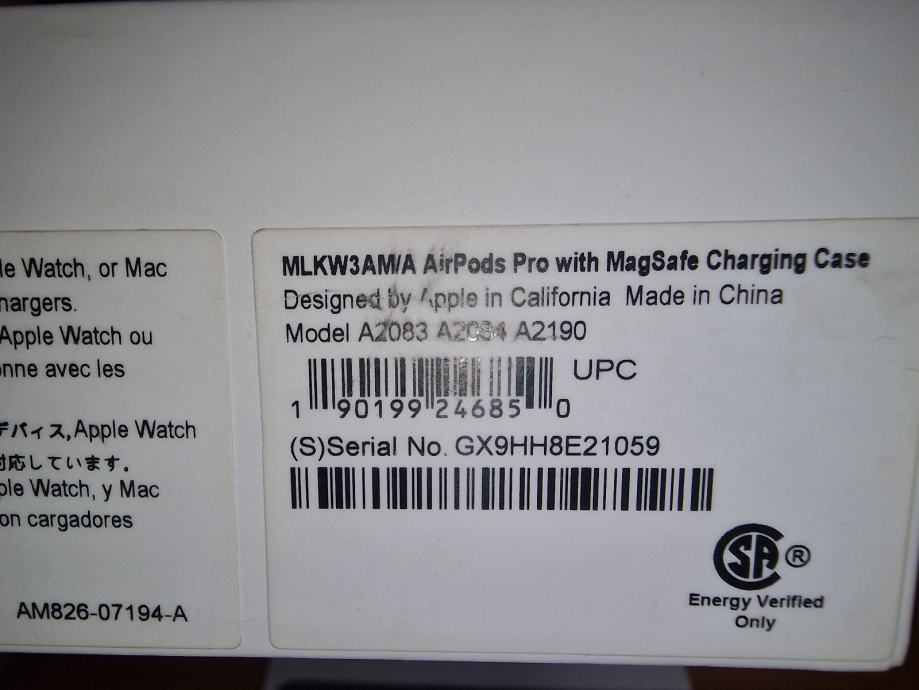 le Watch, or Mac
hargers.
Apple Watch ou
onne avec les
デバイス,Apple Watch
対応しています。
ple Watch, y Mac
on cargadores
AM826-07194-A
MLKW3AM/A AirPods Pro with MagSafe Charging Case
Designed by Apple in California Made in China
Model A2083 A2084 A2190
UPC
1 90199 24685 0
(S)Serial No. GX9HH8E21059
SA ®
Energy Verified
Only